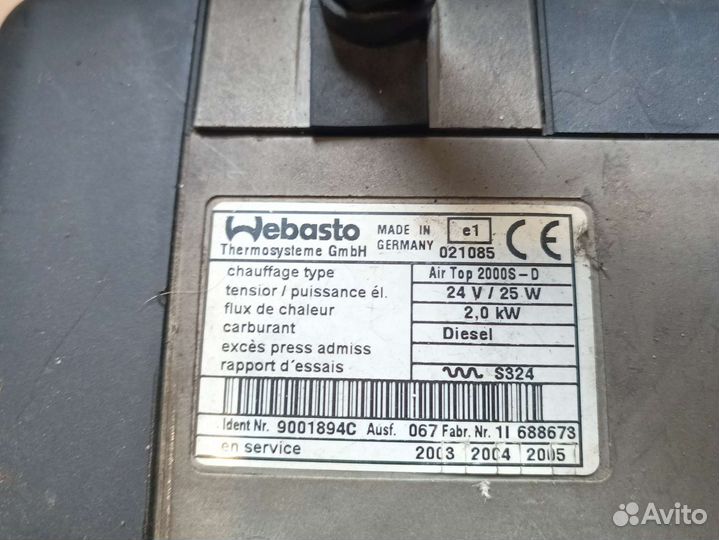 Webasto
Thermosysteme GmbH
MADE IN GERMANY
e1
021085
CE
chauffage type Air Top 2000S-D
tensior / puissance él. 24 V / 25 W
flux de chaleur 2,0 kW
carburant Diesel
excès press admiss
rapport d´essais S324
Ident Nr. 9001894C Ausf. 067 Fabr. Nr. 1I 688673
en service 2003 2004 2005
Avito